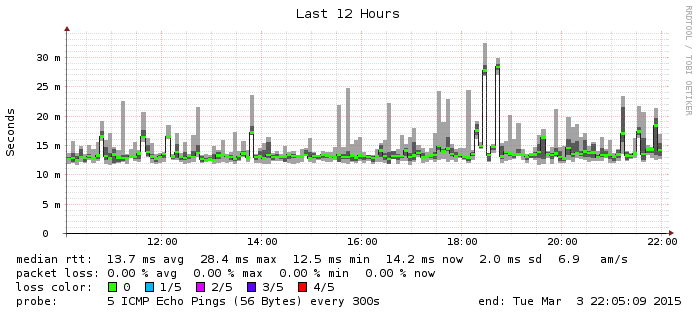 Last 12 Hours
RRDTOOL / TOBI OETIKER
Seconds
30 m
25 m
20 m
15 m
10 m
5 m
0
12:00 14:00 16:00 18:00 20:00 22:00
median rtt: 13.7 ms avg 28.4 ms max 12.5 ms min 14.2 ms now 2.0 ms sd 6.9 am/s
packet loss: 0.00 % avg 0.00 % max 0.00 % min 0.00 % now
loss color: 0 1/5 2/5 3/5 4/5
probe: 5 ICMP Echo Pings (56 Bytes) every 300s end: Tue Mar 3 22:05:09 2015